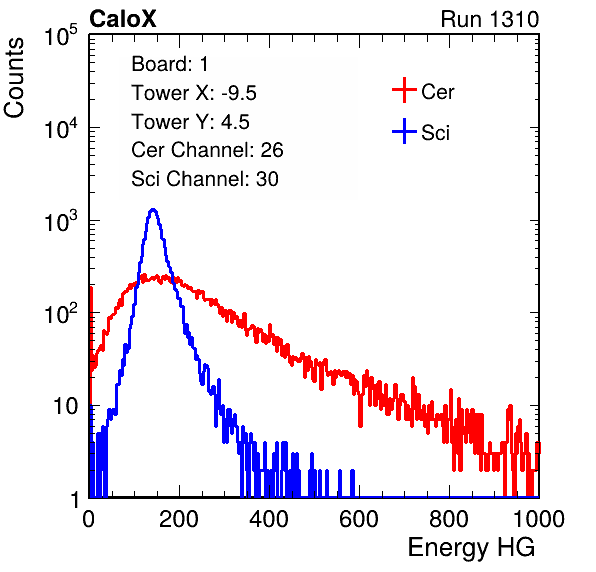 CaloX Run 1310
Board: 1
Tower X: -9.5
Tower Y: 4.5
Cer Channel: 26
Sci Channel: 30
Cer
Sci
Counts
10^5
10^4
10^3
10^2
10
1
0 200 400 600 800 1000
Energy HG